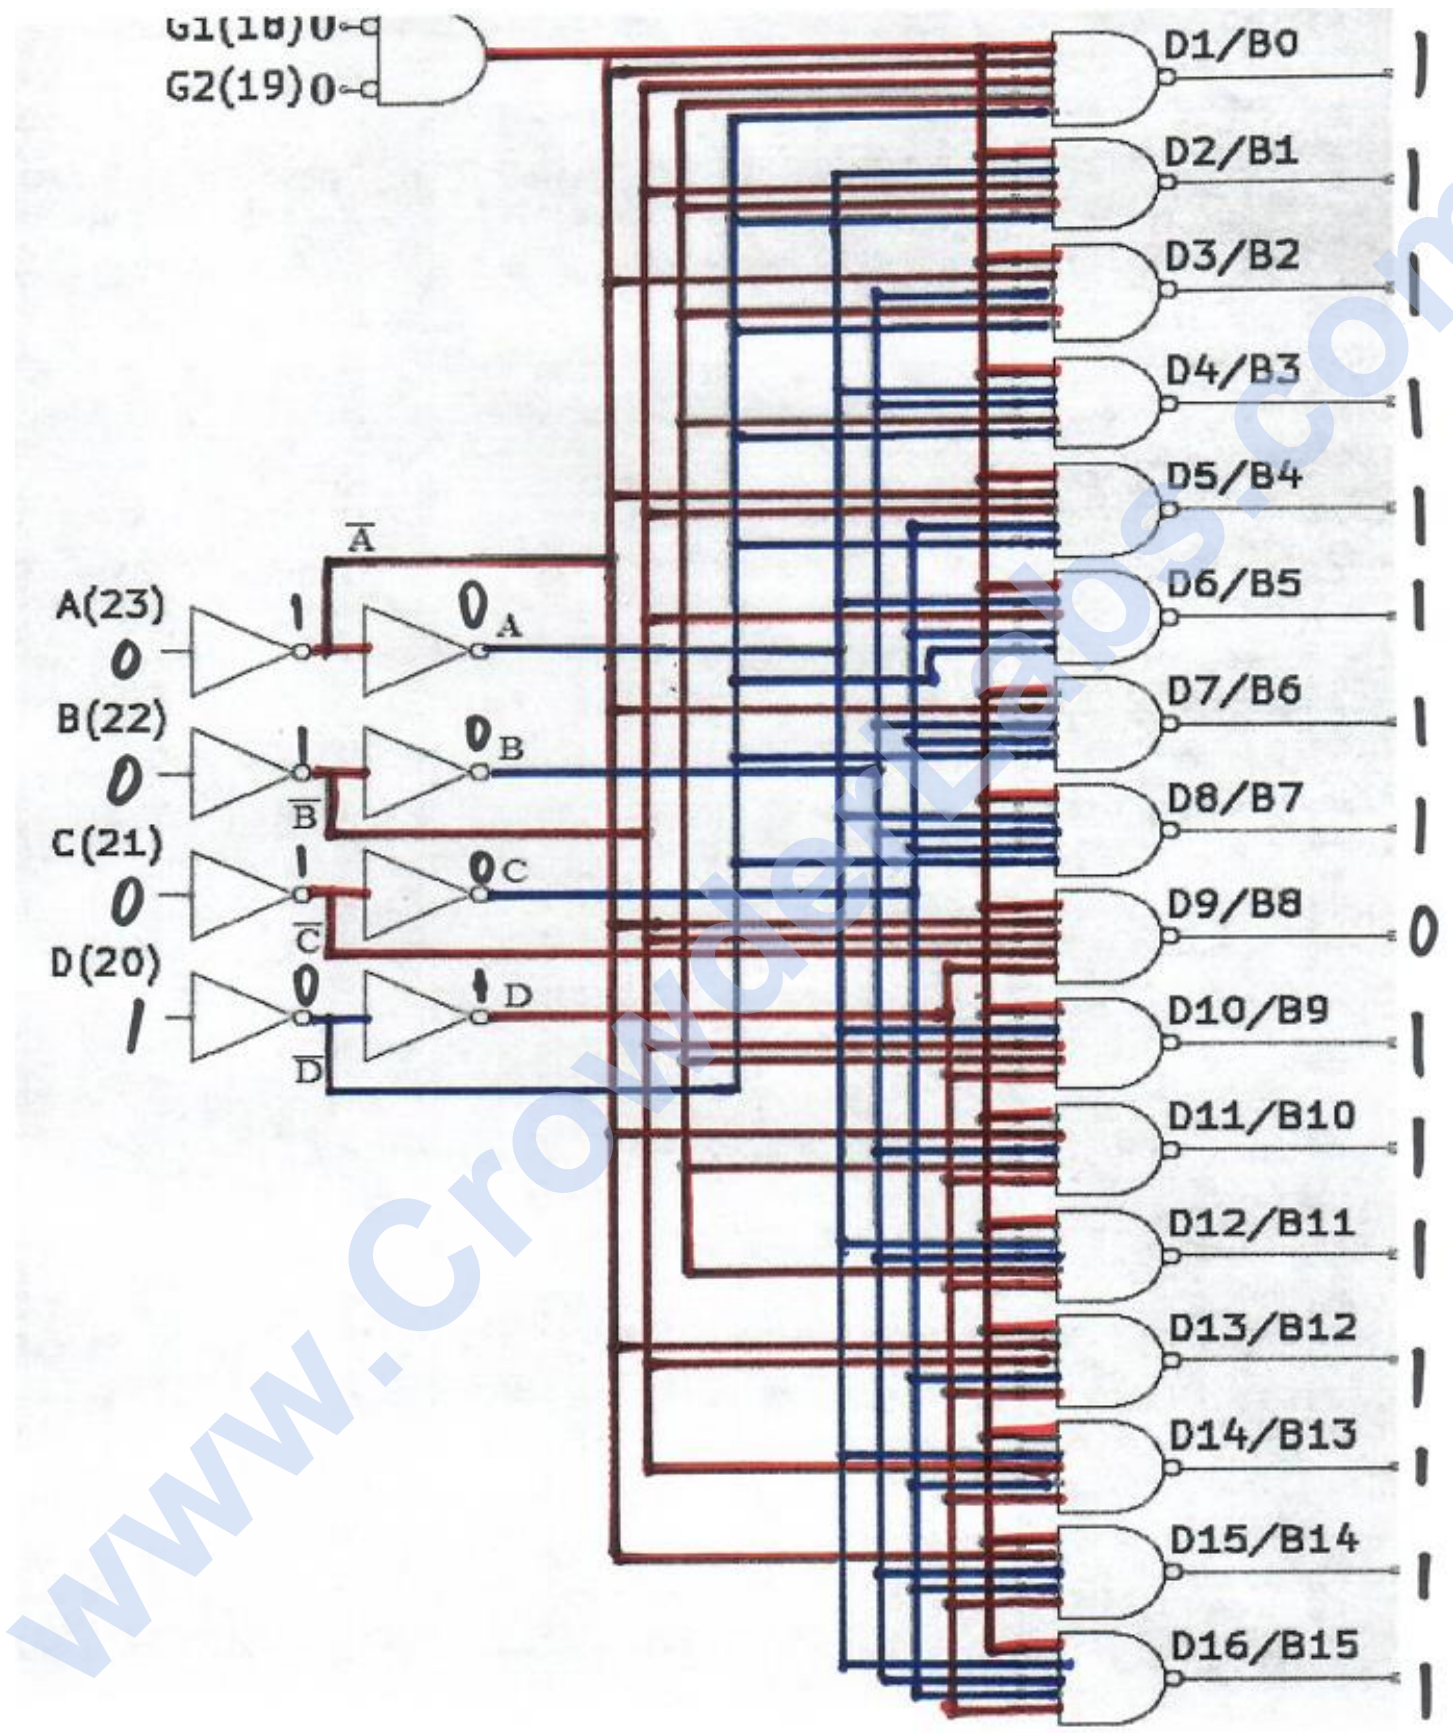 G1(18)0
G2(19)0
D1/B0 1
D2/B1 1
D3/B2 1
D4/B3 1
D5/B4 1
D6/B5 1
D7/B6 1
D8/B7 1
D9/B8 0
D10/B9 1
D11/B10 1
D12/B11 1
D13/B12 1
D14/B13 1
D15/B14 1
D16/B15 1
A̅
A(23)
0
1
0 A
B(22)
0
1
0 B
B̅
C(21)
0
1
0 C
C̅
D(20)
1
0
1 D
D̅
www.CrowderLabs.com